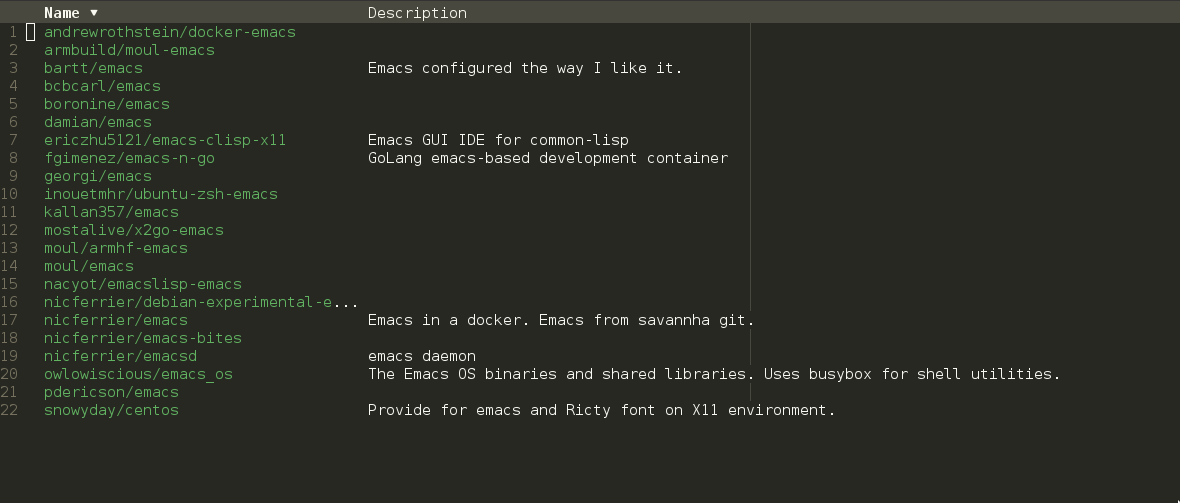 Name ▼ Description
1 andrewrothstein/docker-emacs
2 armbuild/moul-emacs
3 bartt/emacs Emacs configured the way I like it.
4 bcbcarl/emacs
5 boronine/emacs
6 damian/emacs
7 ericzhu5121/emacs-clisp-x11 Emacs GUI IDE for common-lisp
8 fgimenez/emacs-n-go GoLang emacs-based development container
9 georgi/emacs
10 inouetmhr/ubuntu-zsh-emacs
11 kallan357/emacs
12 mostalive/x2go-emacs
13 moul/armhf-emacs
14 moul/emacs
15 nacyot/emacslisp-emacs
16 nicferrier/debian-experimental-e...
17 nicferrier/emacs Emacs in a docker. Emacs from savannha git.
18 nicferrier/emacs-bites
19 nicferrier/emacsd emacs daemon
20 owlowiscious/emacs_os The Emacs OS binaries and shared libraries. Uses busybox for shell utilities.
21 pdericson/emacs
22 snowyday/centos Provide for emacs and Ricty font on X11 environment.